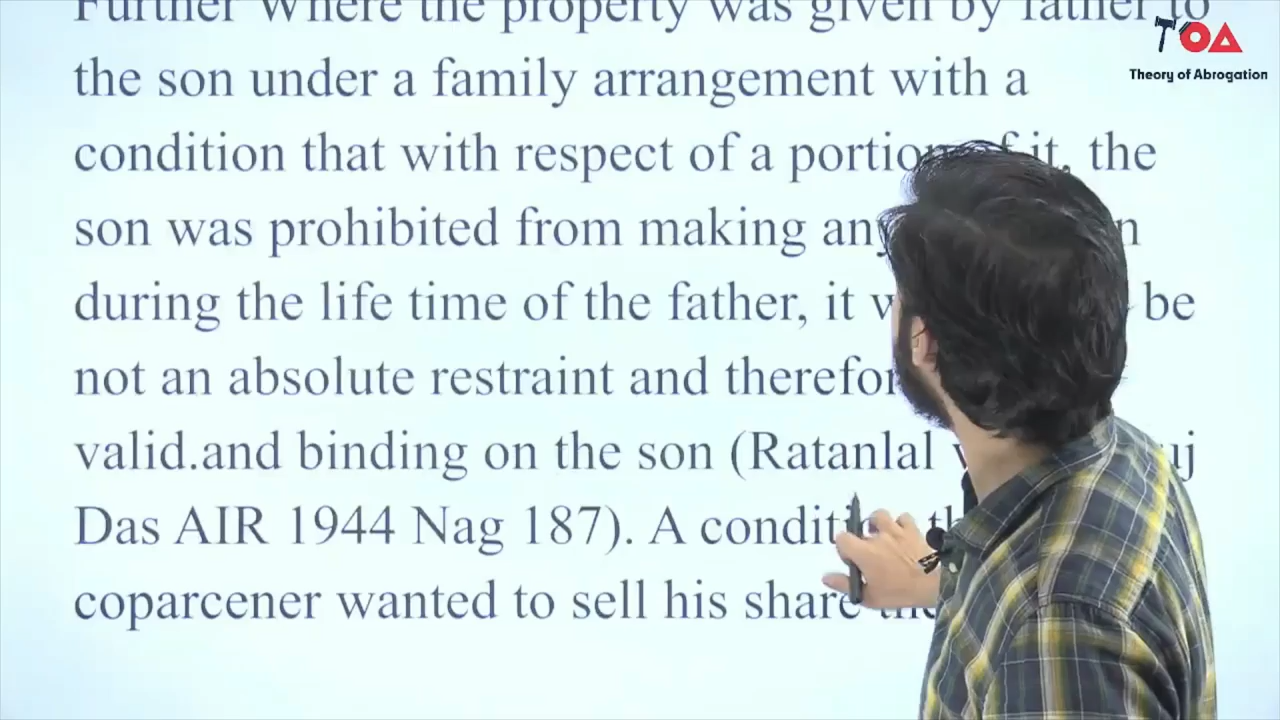 Further Where the property was given by father to
TOA
Theory of Abrogation
the son under a family arrangement with a
condition that with respect of a portion of it, the
son was prohibited from making any
during the life time of the father, it be
not an absolute restraint and therefore
valid.and binding on the son (Ratanlal
Das AIR 1944 Nag 187). A condition
coparcener wanted to sell his share